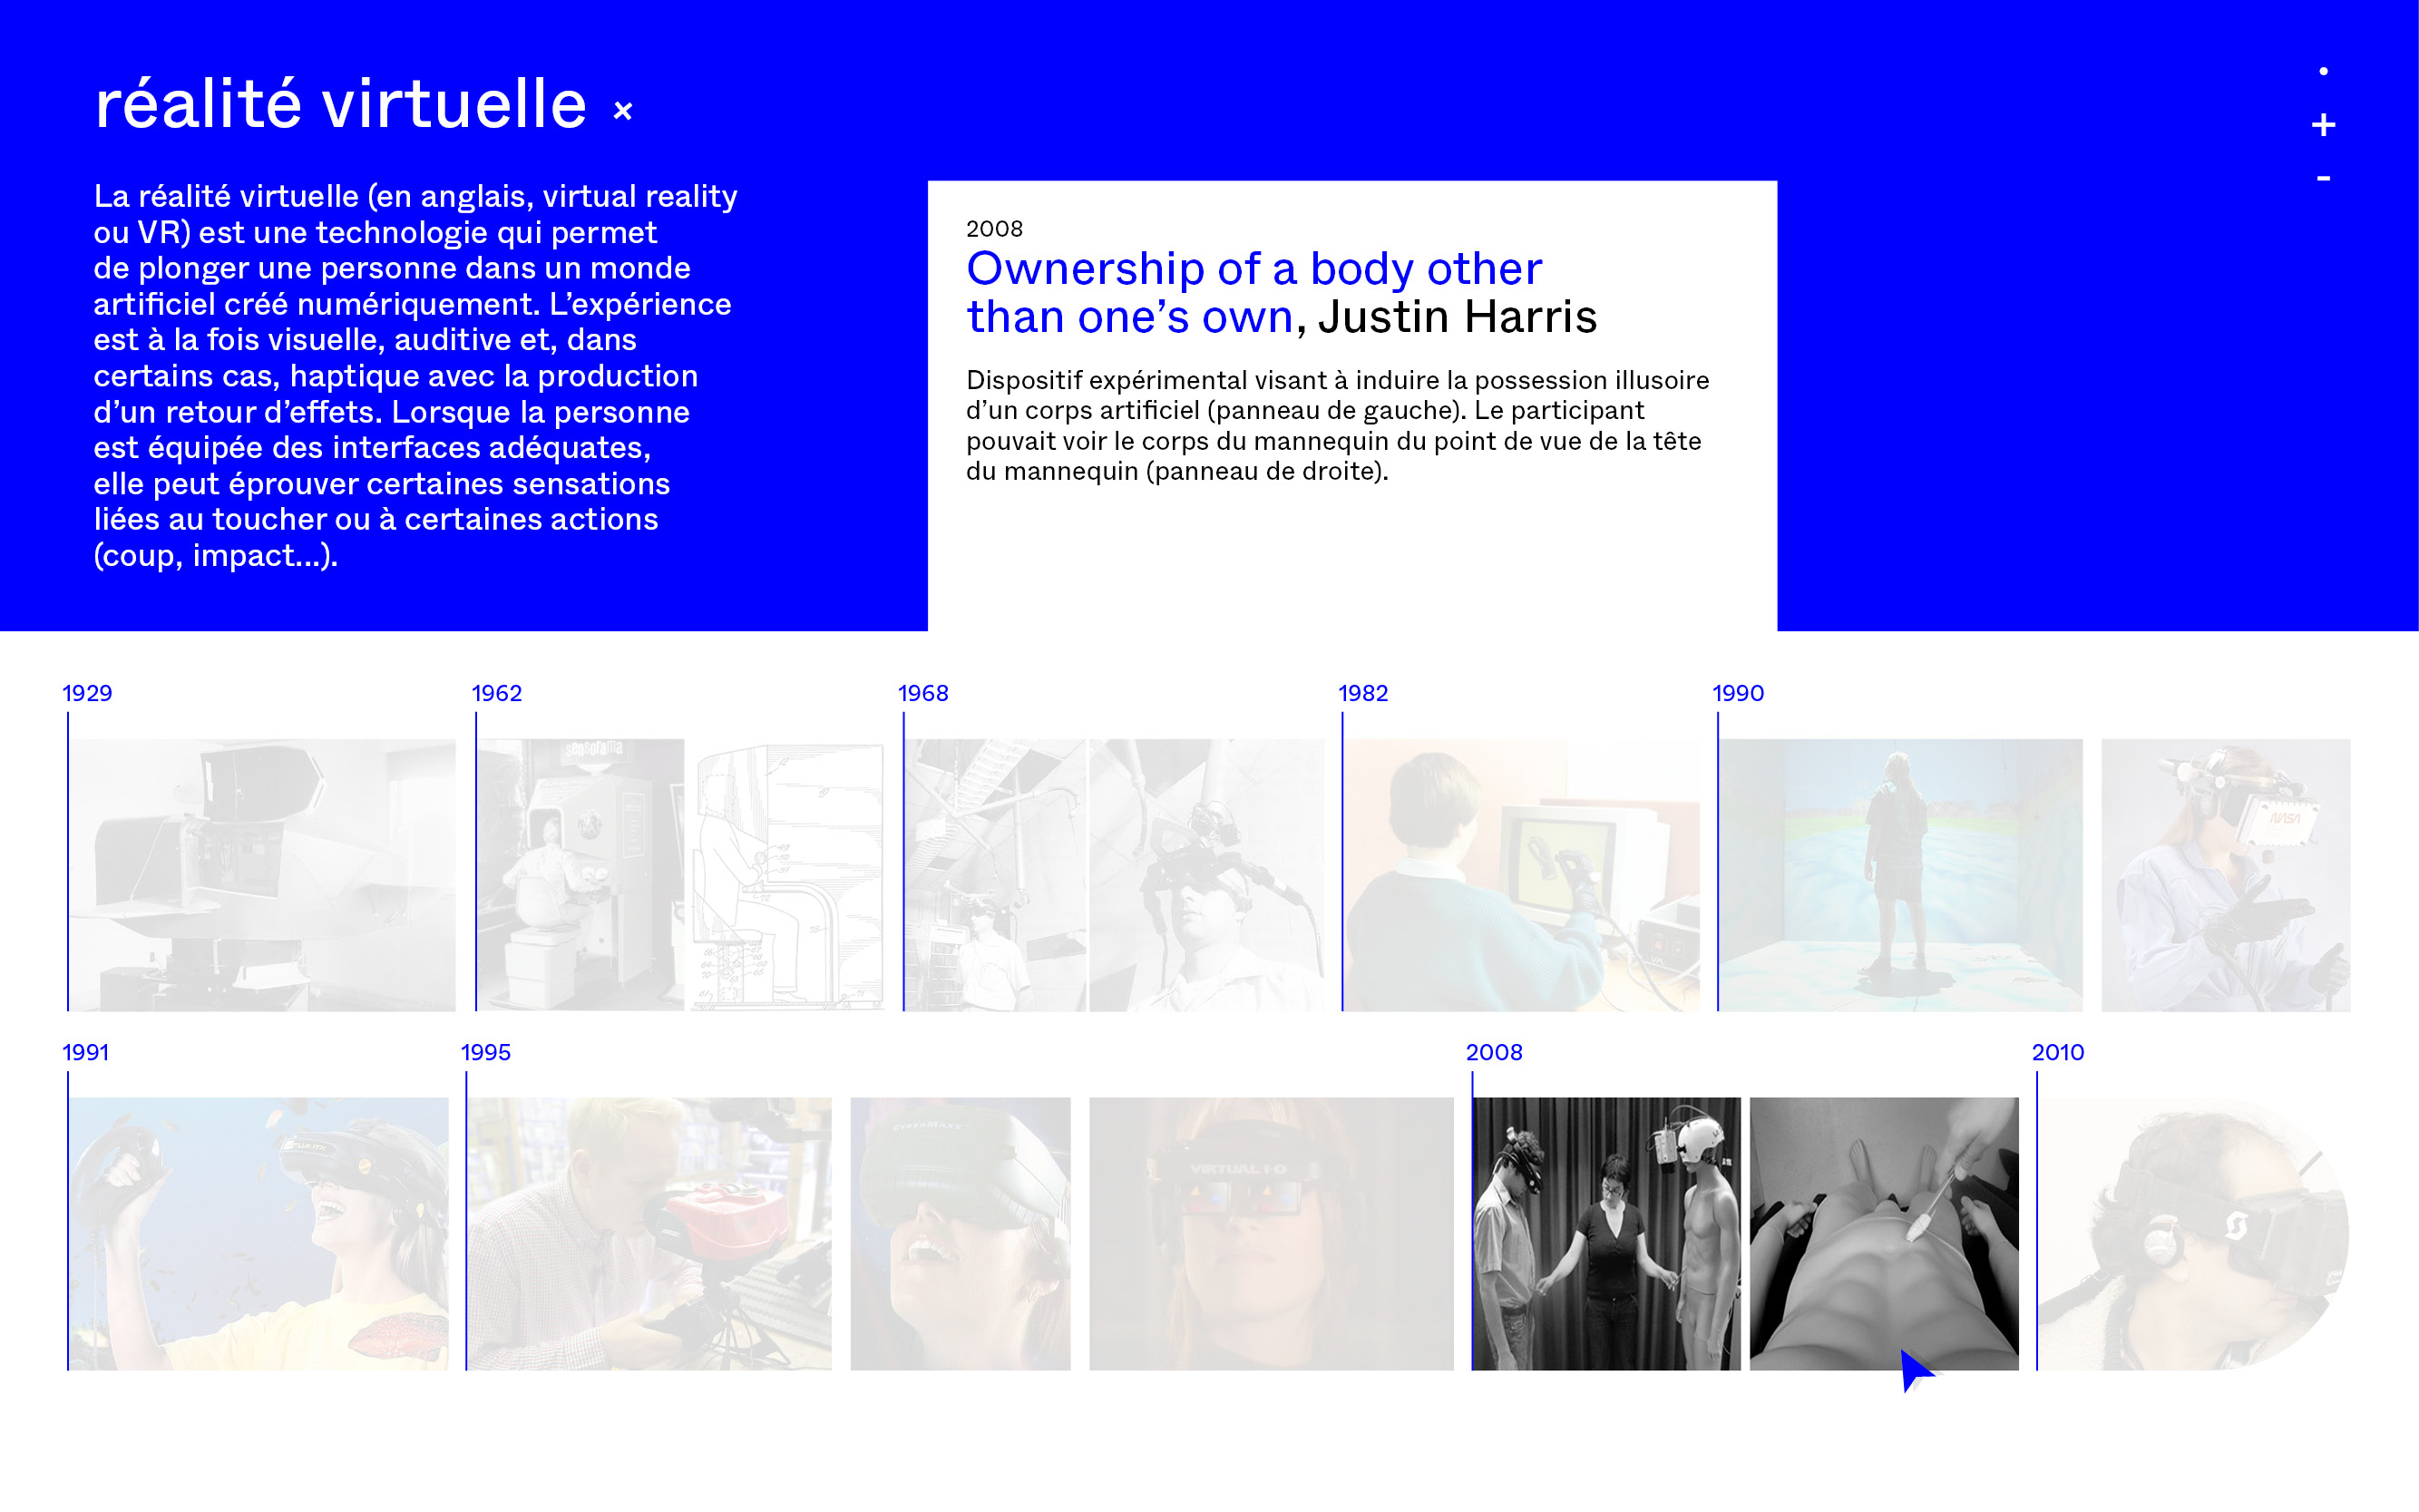 réalité virtuelle ×
La réalité virtuelle (en anglais, virtual reality
ou VR) est une technologie qui permet
de plonger une personne dans un monde
artificiel créé numériquement. L’expérience
est à la fois visuelle, auditive et, dans
certains cas, haptique avec la production
d’un retour d’effets. Lorsque la personne
est équipée des interfaces adéquates,
elle peut éprouver certaines sensations
liées au toucher ou à certaines actions
(coup, impact...).
+
-
2008
Ownership of a body other
than one’s own, Justin Harris
Dispositif expérimental visant à induire la possession illusoire
d’un corps artificiel (panneau de gauche). Le participant
pouvait voir le corps du mannequin du point de vue de la tête
du mannequin (panneau de droite).
1929
1962
1968
1982
1990
sensorama
NASA
1991
1995
2008
2010
VIRTUAL I-O